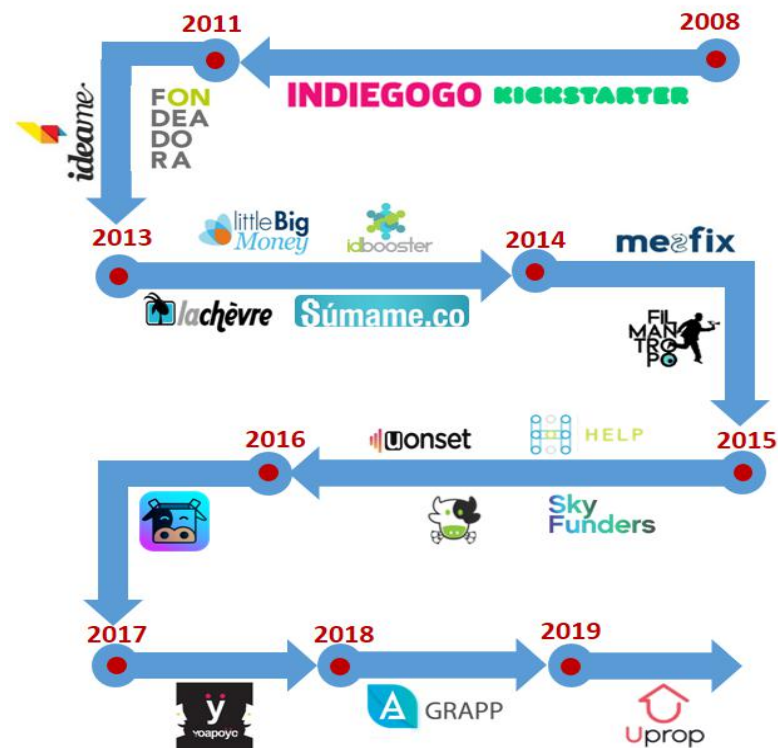 2011
2008
INDIEGOGO KICKSTARTER
ideame
FON
DEA
DO
RA
2013
littleBig
Money
idbooster
2014
mesfix
lachèvre
Súmame.co
FIL
MAN
TRO
PO
2016
uonset
HELP
2015
Sky
Funders
2017
2018
2019
ÿ
yoapoyo
A GRAPP
Uprop